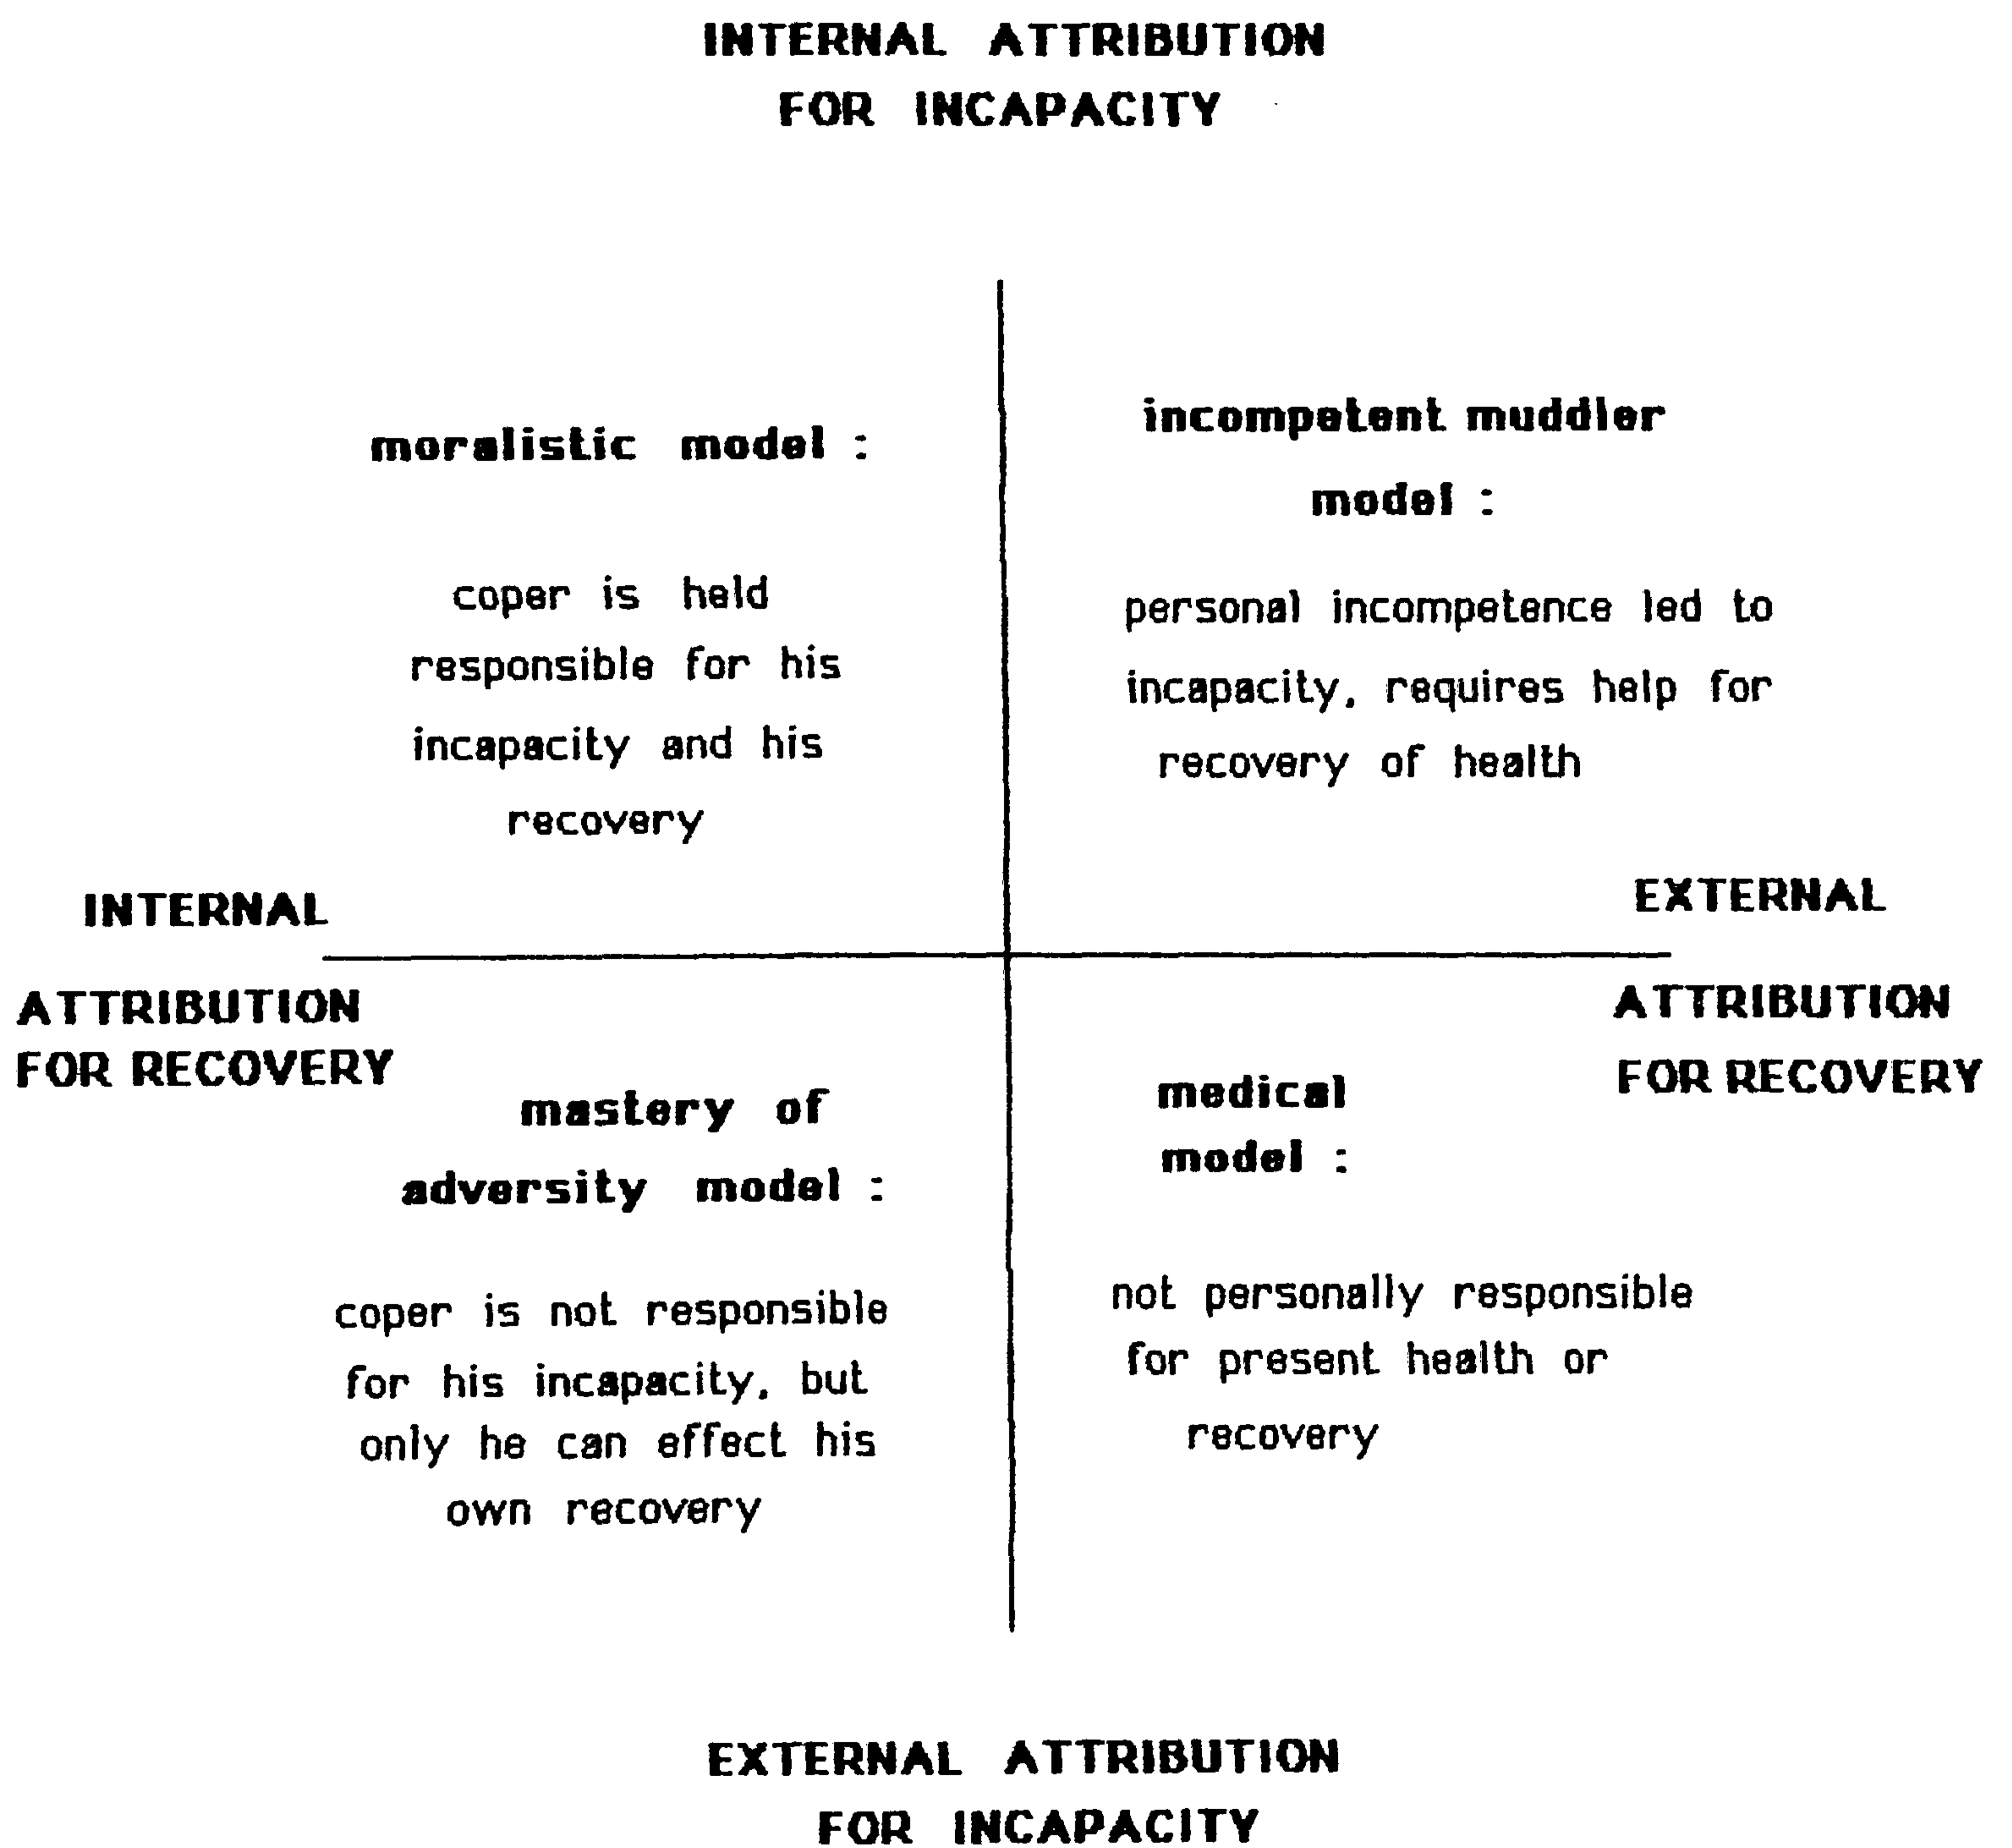 INTERNAL ATTRIBUTION
FOR INCAPACITY
moralistic model :
coper is held
responsible for his
incapacity and his
recovery
incompetent muddler
model :
personal incompetence led to
incapacity, requires help for
recovery of health
INTERNAL
ATTRIBUTION
FOR RECOVERY
EXTERNAL
ATTRIBUTION
FOR RECOVERY
mastery of
adversity model :
coper is not responsible
for his incapacity, but
only he can effect his
own recovery
medical
model :
not personally responsible
for present health or
recovery
EXTERNAL ATTRIBUTION
FOR INCAPACITY